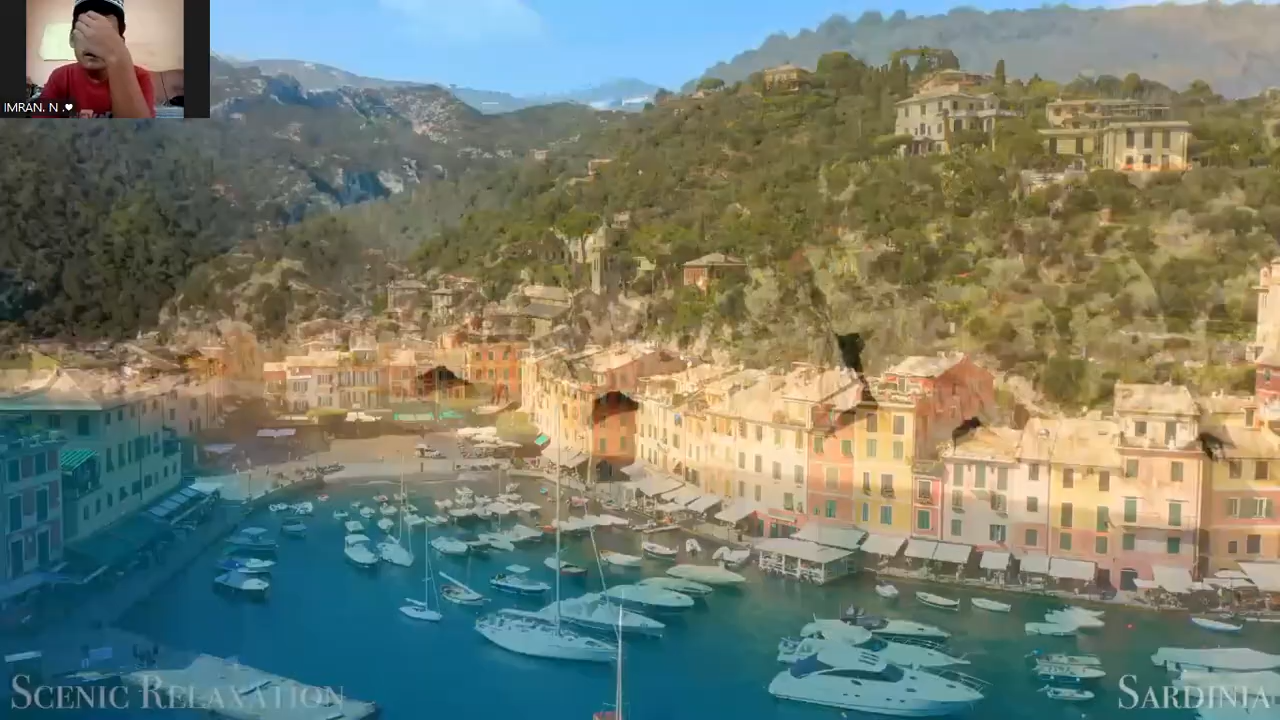 IMRAN. N .♥
SCENIC RELAXATION
SARDINIA